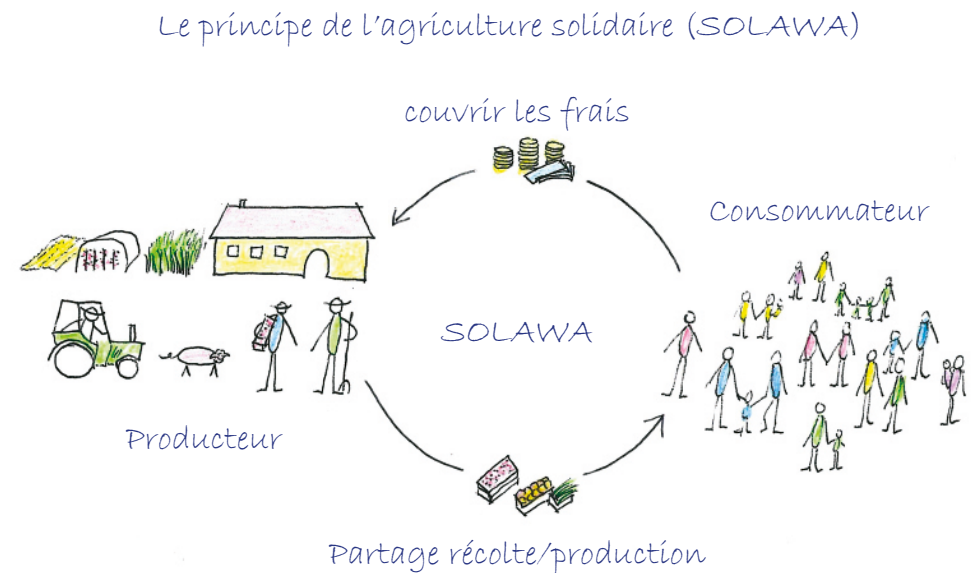 Le principe de l'agriculture solidaire (SOLAWA)
couvrir les frais
Consommateur
SOLAWA
Producteur
Partage récolte/production